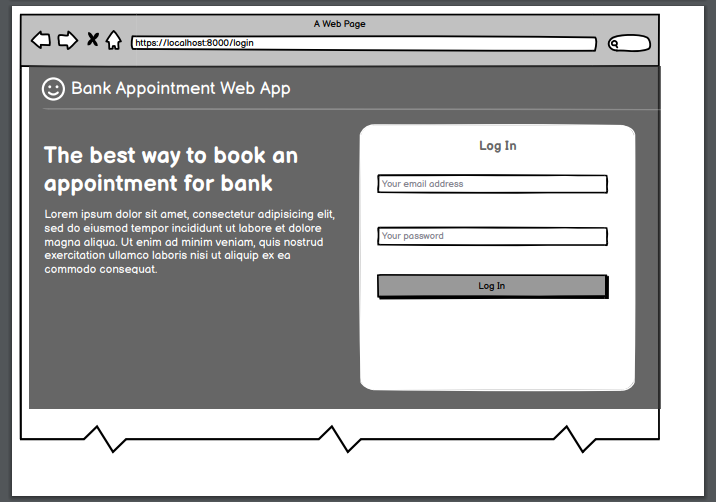 A Web Page
https://localhost:8000/login
Bank Appointment Web App
The best way to book an
appointment for bank
Lorem ipsum dolor sit amet, consectetur adipisicing elit,
sed do eiusmod tempor incididunt ut labore et dolore
magna aliqua. Ut enim ad minim veniam, quis nostrud
exercitation ullamco laboris nisi ut aliquip ex ea
commodo consequat.
Log In
Your email address
Your password
Log In